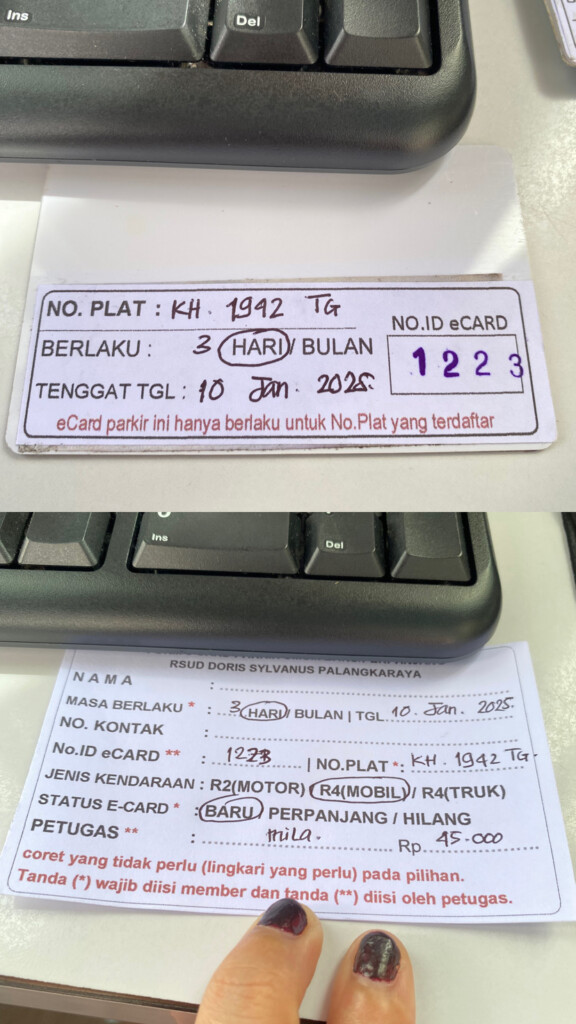 Ins
Del
NO. PLAT : KH. 1942 TG
BERLAKU : 3 HARI / BULAN
NO.ID eCARD
1223
TENGGAT TGL : 10 Jan. 2025.
eCard parkir ini hanya berlaku untuk No.Plat yang terdaftar
Ins
Del
RSUD DORIS SYLVANUS PALANGKARAYA
NAMA :
MASA BERLAKU * : 3 HARI / BULAN | TGL 10. Jan. 2025.
NO. KONTAK :
No.ID eCARD ** : 1223 | NO.PLAT *: KH. 1942 TG.
JENIS KENDARAAN : R2(MOTOR) / R4(MOBIL) / R4(TRUK)
STATUS E-CARD * : BARU / PERPANJANG / HILANG
PETUGAS ** : mila. Rp. 45.000
coret yang tidak perlu (lingkari yang perlu) pada pilihan.
Tanda (*) wajib diisi member dan tanda (**) diisi oleh petugas.